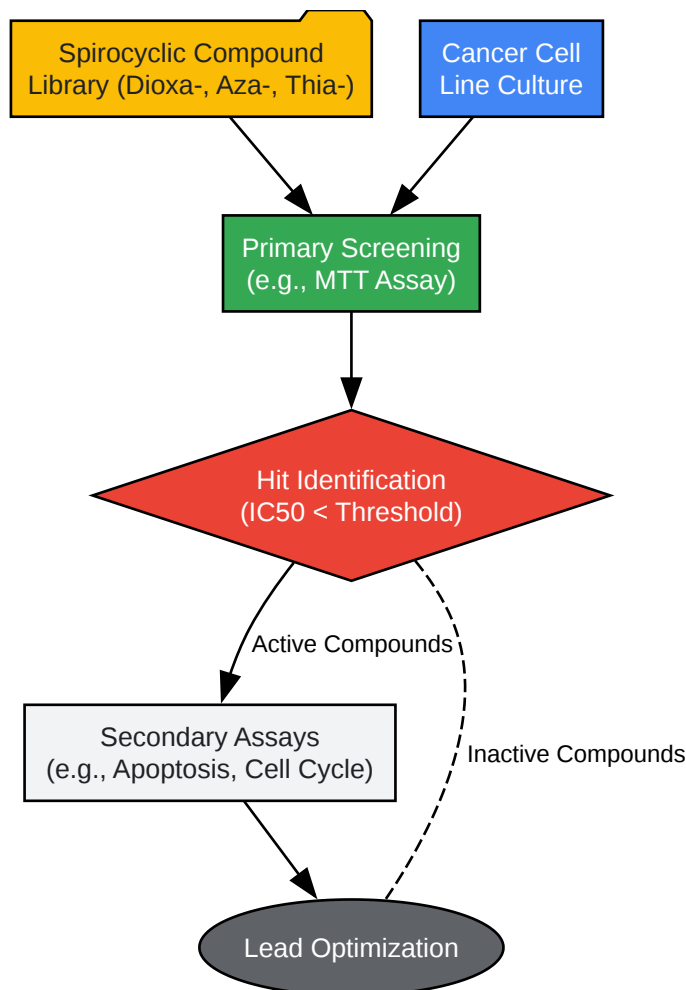 Spirocyclic Compound
Library (Dioxa-, Aza-, Thia-)
Cancer Cell
Line Culture
Primary Screening
(e.g., MTT Assay)
Hit Identification
(IC50 < Threshold)
Active Compounds
Secondary Assays
(e.g., Apoptosis, Cell Cycle)
Inactive Compounds
Lead Optimization